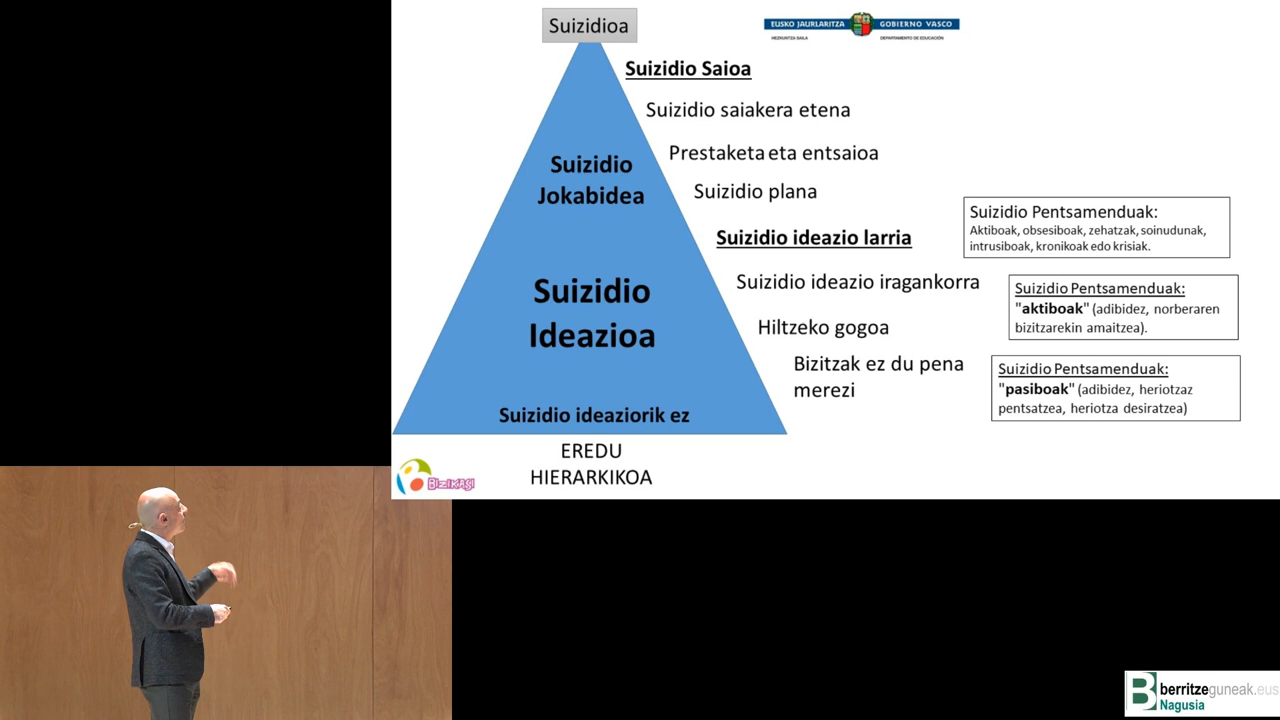 Suizidioa
EUSKO JAURLARITZA
GOBIERNO VASCO
HEZKUNTZA SAILA
DEPARTAMENTO DE EDUCACIÓN
Suizidio Saioa
Suizidio saiakera etena
Prestaketa eta entsaioa
Suizidio plana
Suizidio ideazio larria
Suizidio ideazio iragankorra
Hiltzeko gogoa
Bizitzak ez du pena
merezi
Suizidio
Jokabidea
Suizidio
Ideazioa
Suizidio ideaziorik ez
EREDU
HIERARKIKOA
Suizidio Pentsamenduak:
Aktiboak, obsesiboak, zehatzak, soinudunak,
intrusiboak, kronikoak edo krisiak.
Suizidio Pentsamenduak:
"aktiboak" (adibidez, norberaren
bizitzarekin amaitzea).
Suizidio Pentsamenduak:
"pasiboak" (adibidez, heriotzaz
pentsatzea, heriotza desiratzea)
BIZIKASI
berritzeguneak.eus
Nagusia